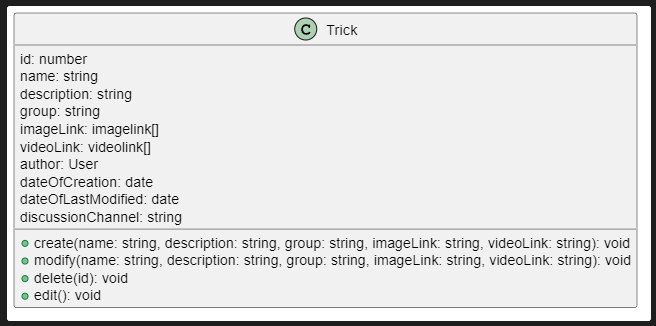 C Trick
id: number
name: string
description: string
group: string
imageLink: imagelink[]
videoLink: videolink[]
author: User
dateOfCreation: date
dateOfLastModified: date
discussionChannel: string
create(name: string, description: string, group: string, imageLink: string, videoLink: string): void
modify(name: string, description: string, group: string, imageLink: string, videoLink: string): void
delete(id): void
edit(): void